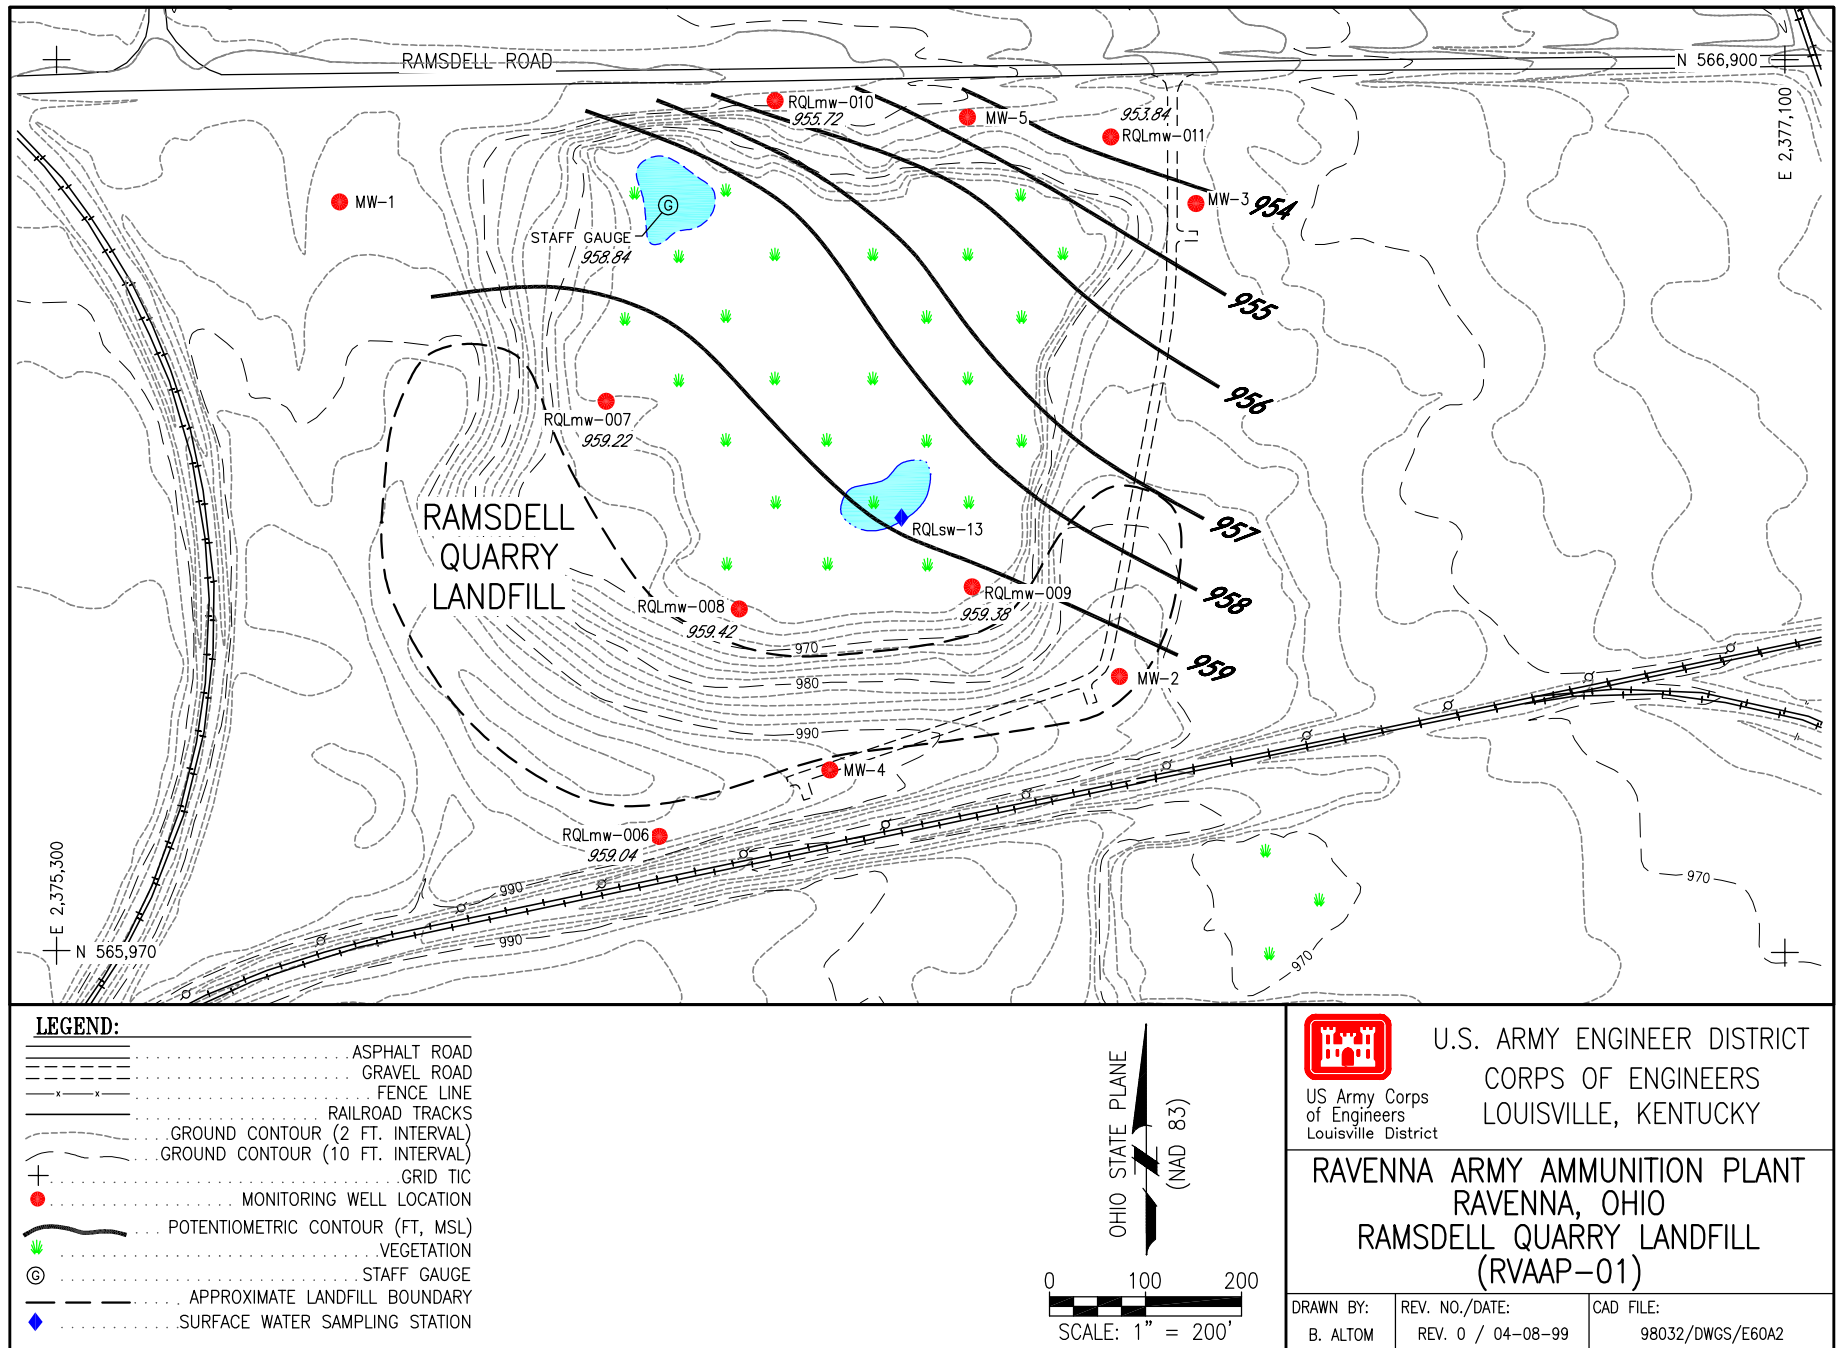 RAMSDELL ROAD
N 566,900
E 2,377,100
RQLmw-010
955.72
MW-5
953.84
RQLmw-011
MW-1
MW-3
954
G
STAFF GAUGE
958.84
955
956
RQLmw-007
959.22
RAMSDELL
QUARRY
LANDFILL
RQLsw-13
957
958
RQLmw-008
959.42
RQLmw-009
959.38
970
959
MW-2
980
990
MW-4
RQLmw-006
959.04
990
990
970
970
E 2,375,300
N 565,970
LEGEND:
ASPHALT ROAD
GRAVEL ROAD
x x FENCE LINE
RAILROAD TRACKS
GROUND CONTOUR (2 FT. INTERVAL)
GROUND CONTOUR (10 FT. INTERVAL)
GRID TIC
MONITORING WELL LOCATION
POTENTIOMETRIC CONTOUR (FT, MSL)
VEGETATION
G STAFF GAUGE
APPROXIMATE LANDFILL BOUNDARY
SURFACE WATER SAMPLING STATION
OHIO STATE PLANE
(NAD 83)
0 100 200
SCALE: 1" = 200'
US Army Corps
of Engineers
Louisville District
U.S. ARMY ENGINEER DISTRICT
CORPS OF ENGINEERS
LOUISVILLE, KENTUCKY
RAVENNA ARMY AMMUNITION PLANT
RAVENNA, OHIO
RAMSDELL QUARRY LANDFILL
(RVAAP-01)
DRAWN BY:
B. ALTOM
REV. NO./DATE:
REV. 0 / 04-08-99
CAD FILE:
98032/DWGS/E60A2